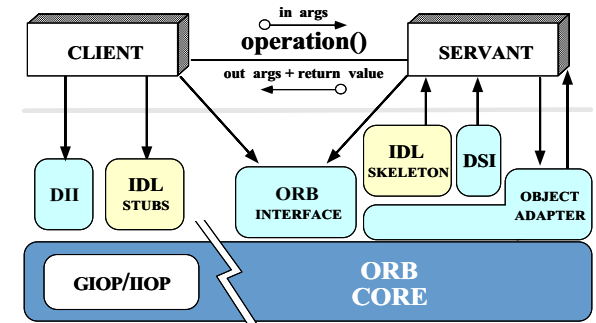 in args
CLIENT
operation()
SERVANT
out args + return value
DII
IDL
STUBS
ORB
INTERFACE
IDL
SKELETON
DSI
OBJECT
ADAPTER
GIOP/IIOP
ORB
CORE